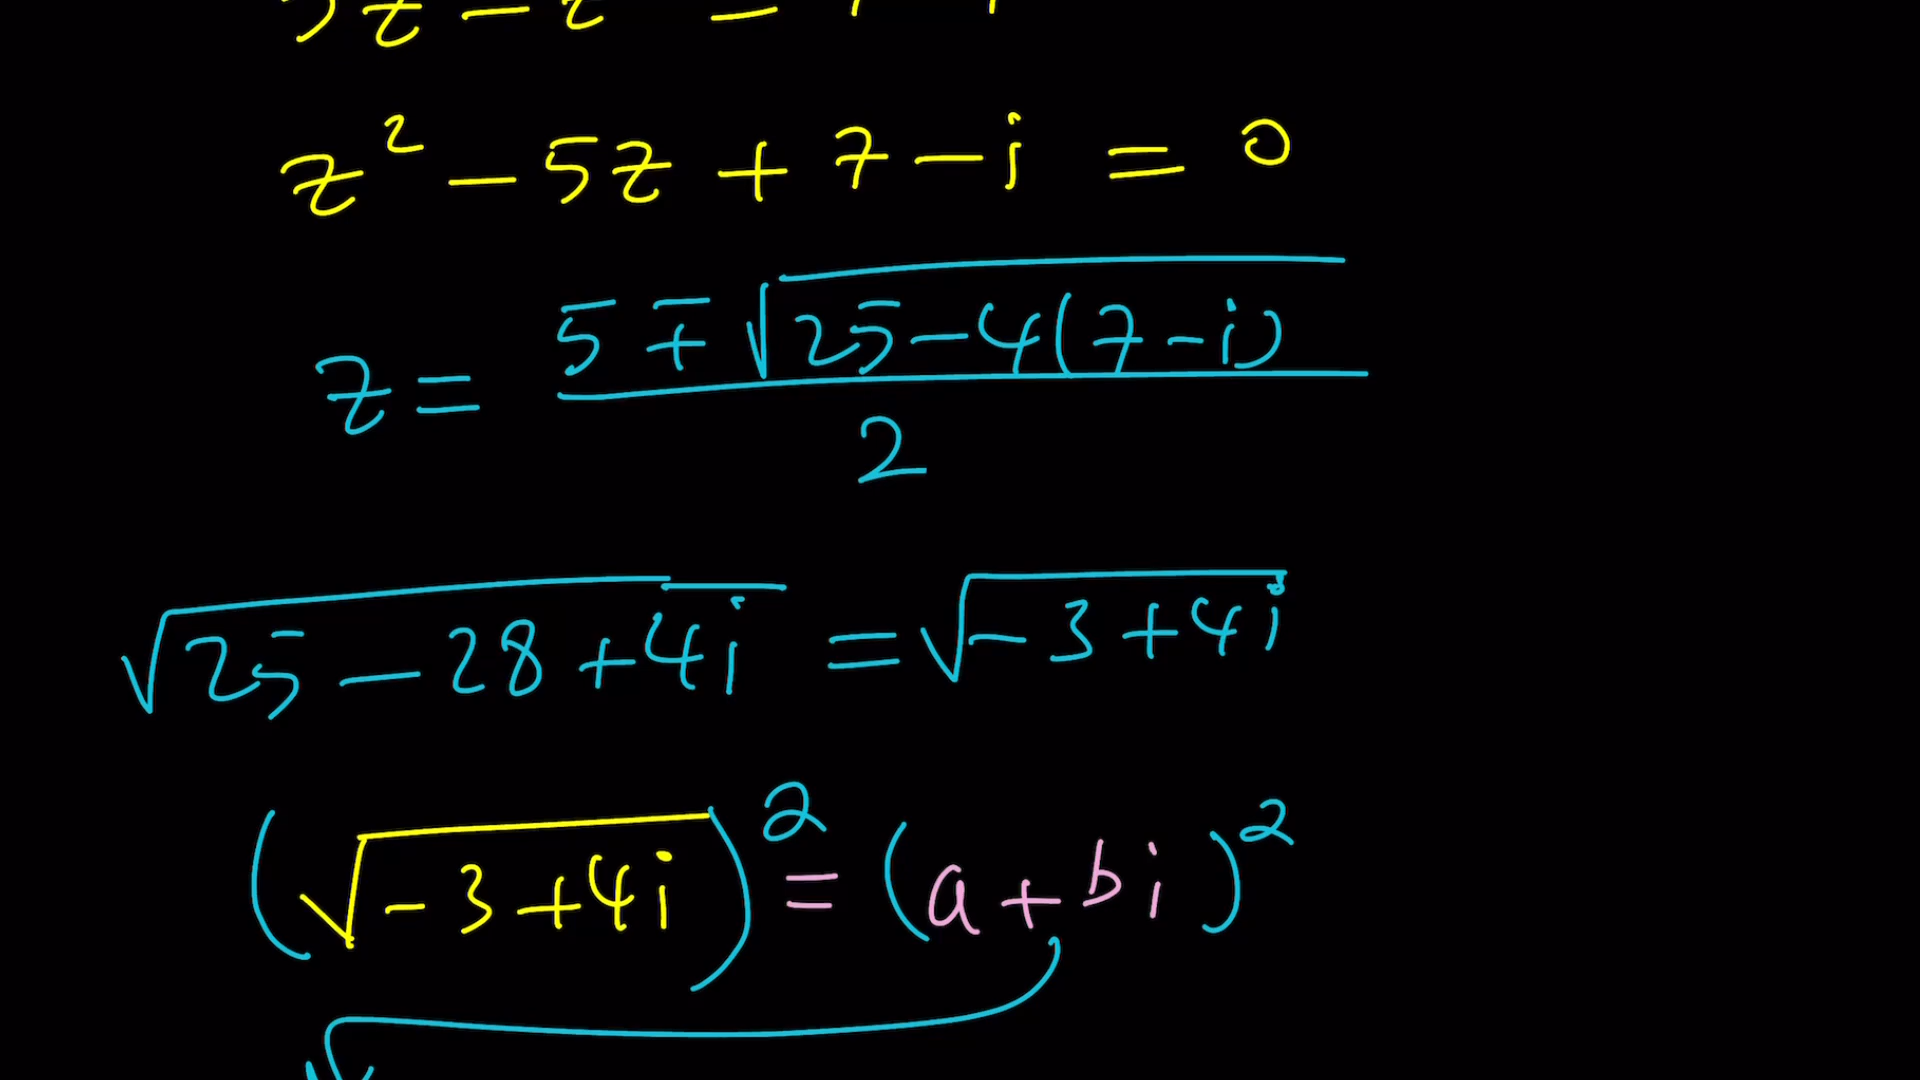 z² − 5z + 7 − i = 0
z = (5 ∓ √(25 − 4(7 − i))) / 2
√(25 − 28 + 4i) = √(−3 + 4i)
(√(−3 + 4i))² = (a + bi)²